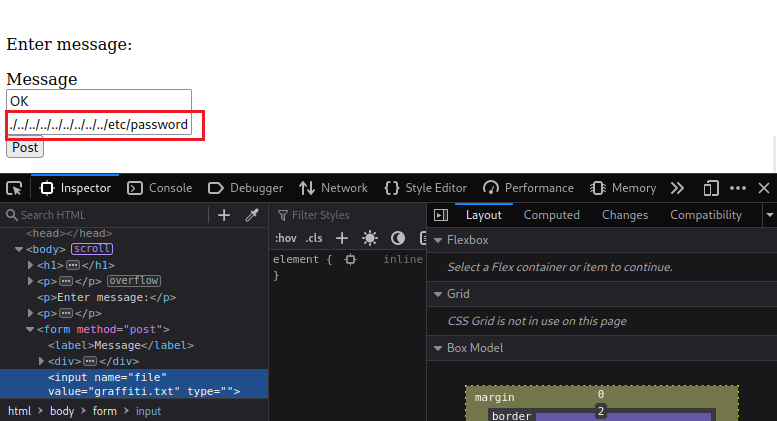 Enter message:
Message
OK
./../../../../../../../../etc/password
Post
Inspector Console Debugger Network Style Editor Performance Memory
Search HTML
Filter Styles
Layout Computed Changes Compatibility
<head></head>
<body> scroll
<h1> </h1>
<p> </p> overflow
<p>Enter message:</p>
<p> </p>
<form method="post">
<label>Message</label>
<div> </div>
<input name="file"
value="graffiti.txt" type="">
html > body > form > input
:hov .cls +
element { inline
}
Flexbox
Select a Flex container or item to continue.
Grid
CSS Grid is not in use on this page
Box Model
margin 0
border 2